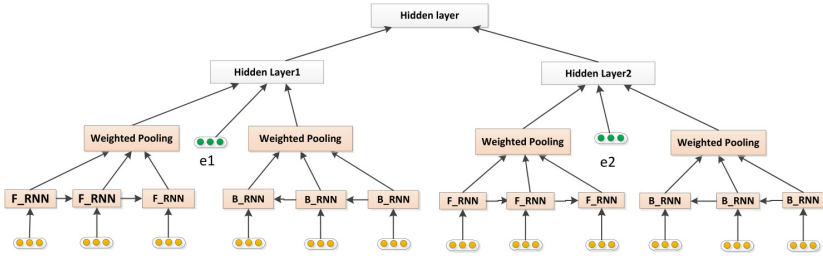 Hidden layer
Hidden Layer1
Hidden Layer2
Weighted Pooling
e1
Weighted Pooling
Weighted Pooling
e2
Weighted Pooling
F_RNN
F_RNN
F_RNN
B_RNN
B_RNN
B_RNN
F_RNN
F_RNN
F_RNN
B_RNN
B_RNN
B_RNN